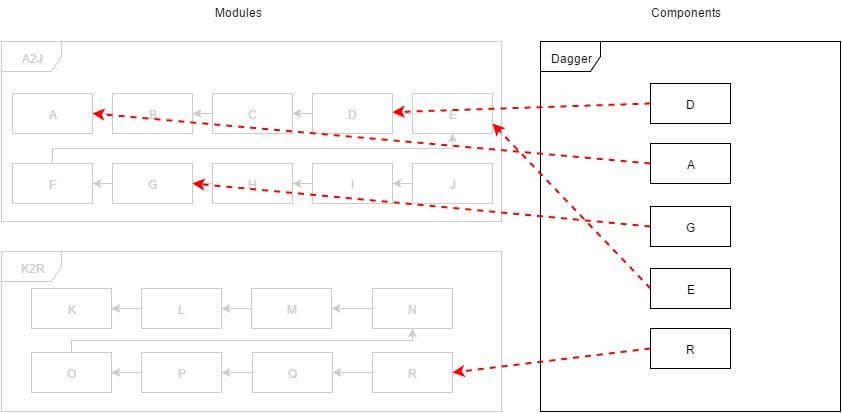 Modules
Components
A2J
A B C D E
F G H I J
K2R
K L M N
O P Q R
Dagger
D
A
G
E
R